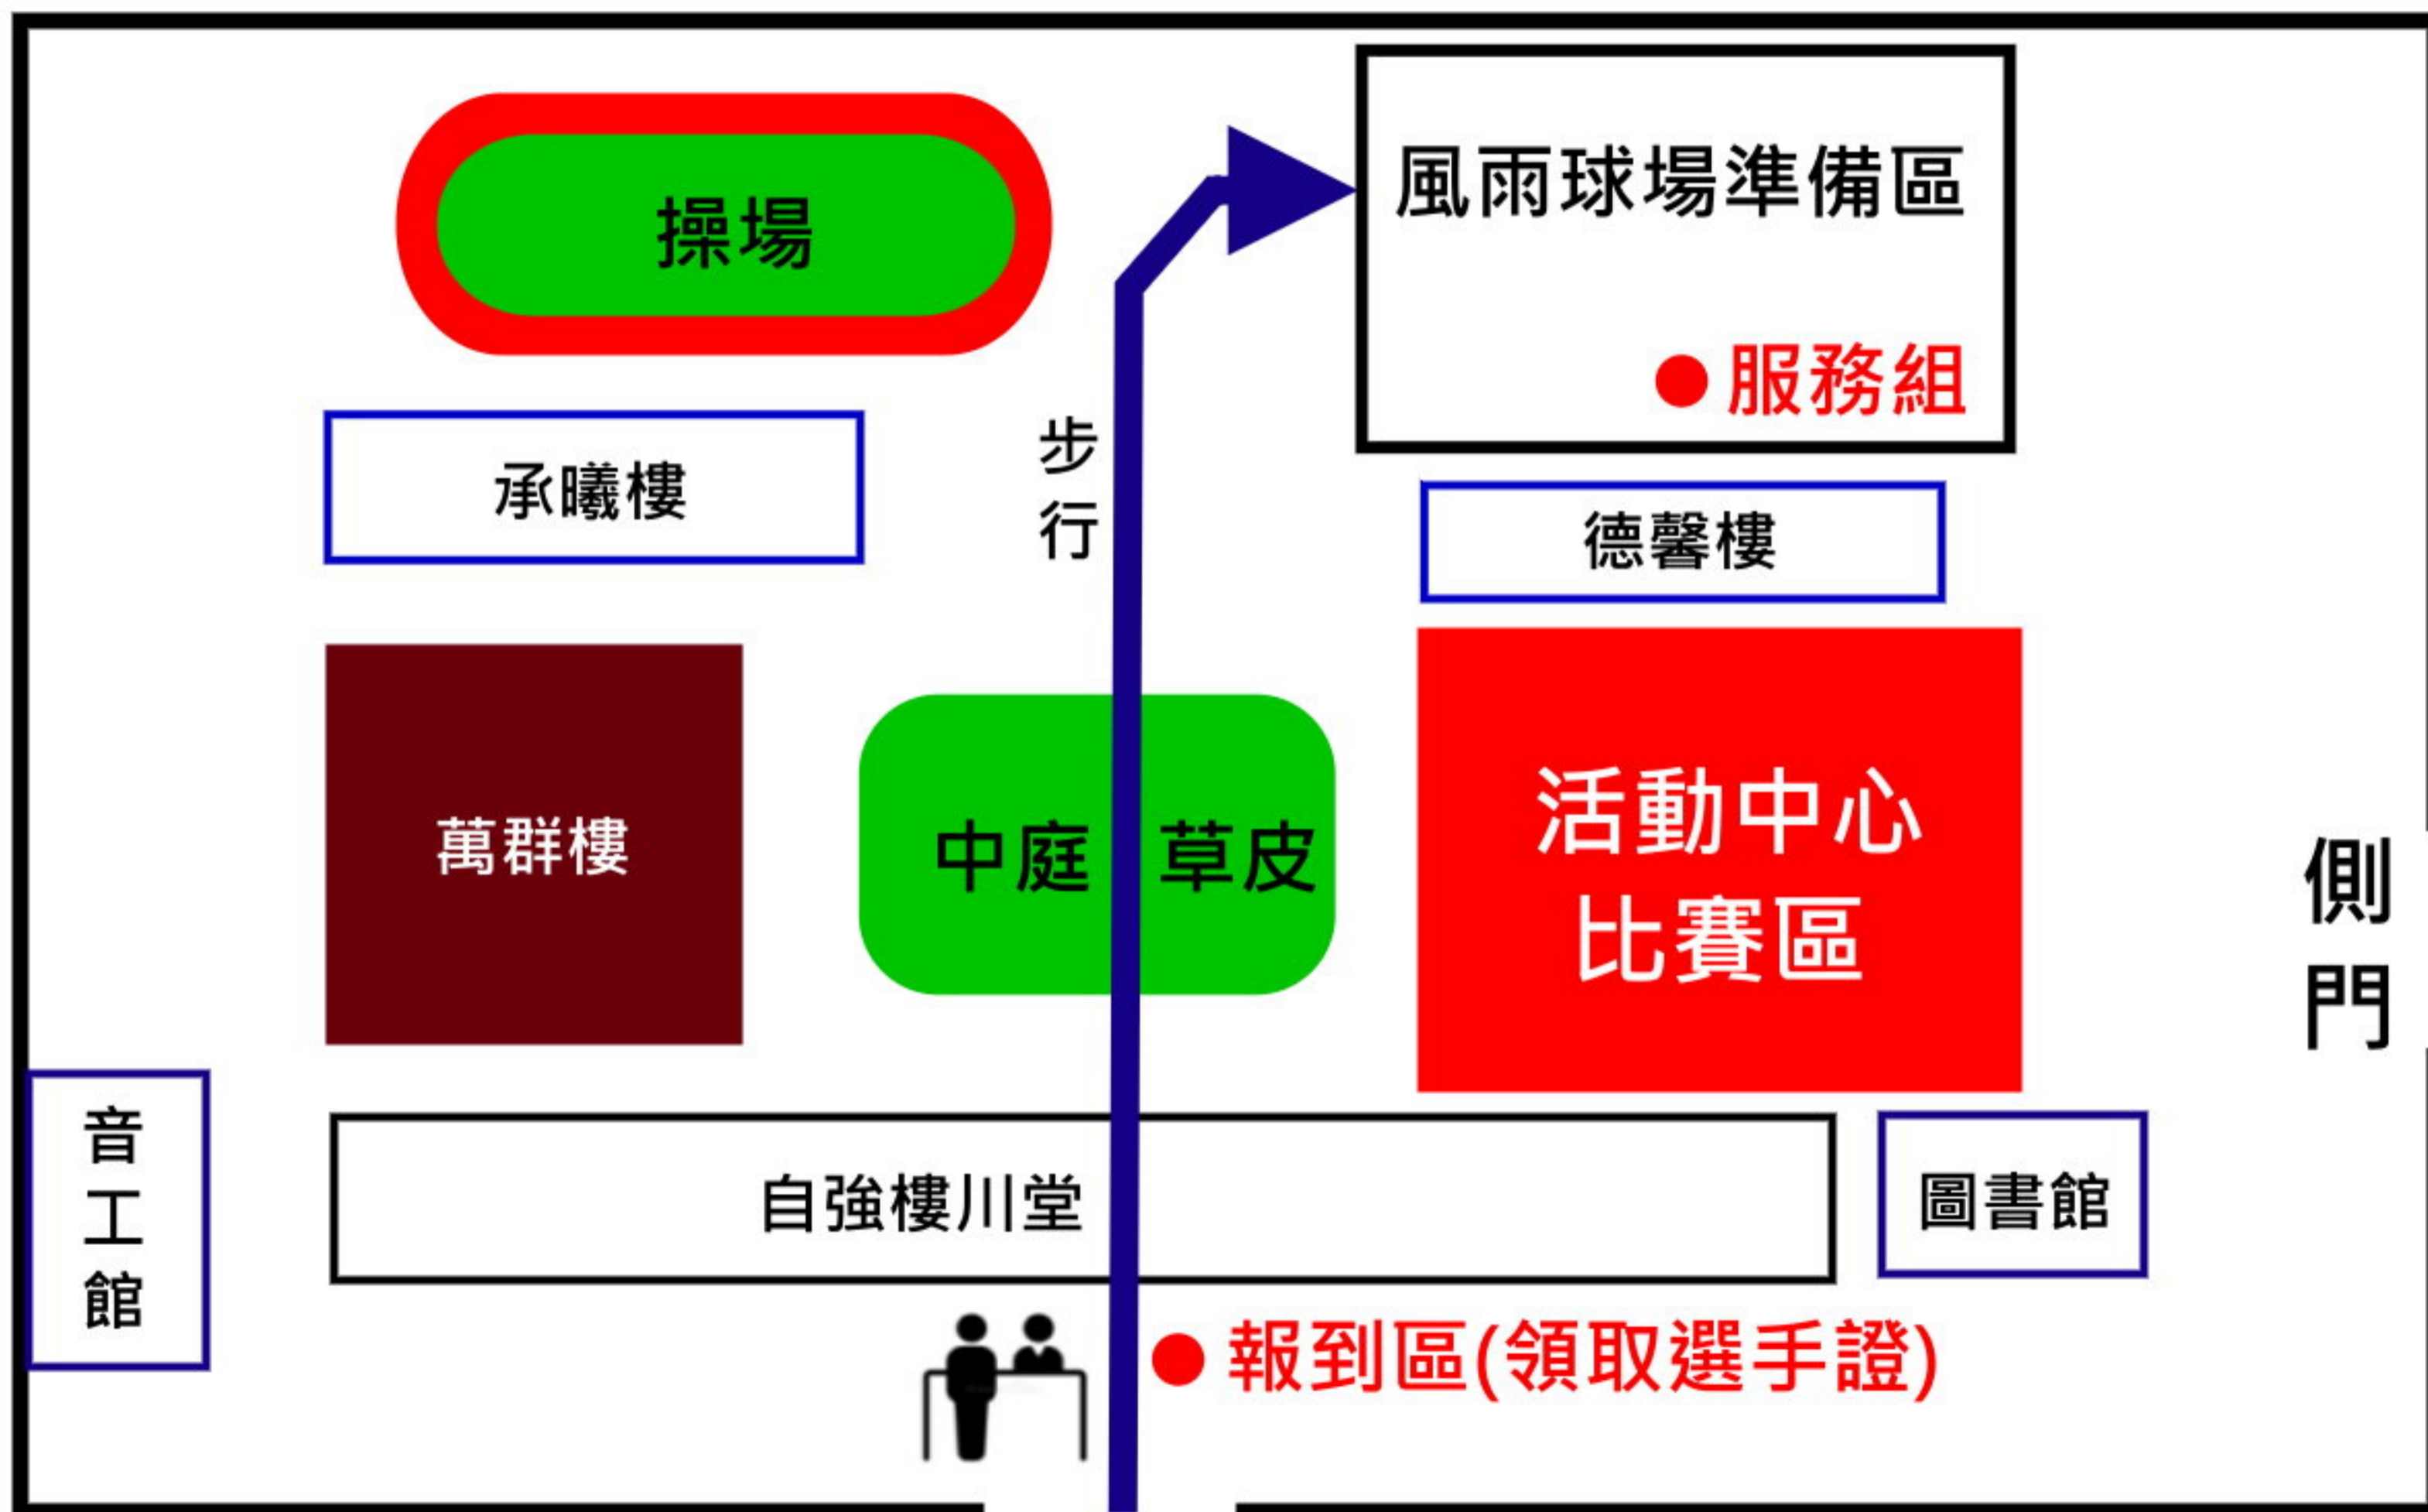 操場
風雨球場準備區
服務組
步行
承曦樓
德馨樓
萬群樓
中庭 草皮
活動中心
比賽區
側門
音工館
自強樓川堂
圖書館
報到區(領取選手證)